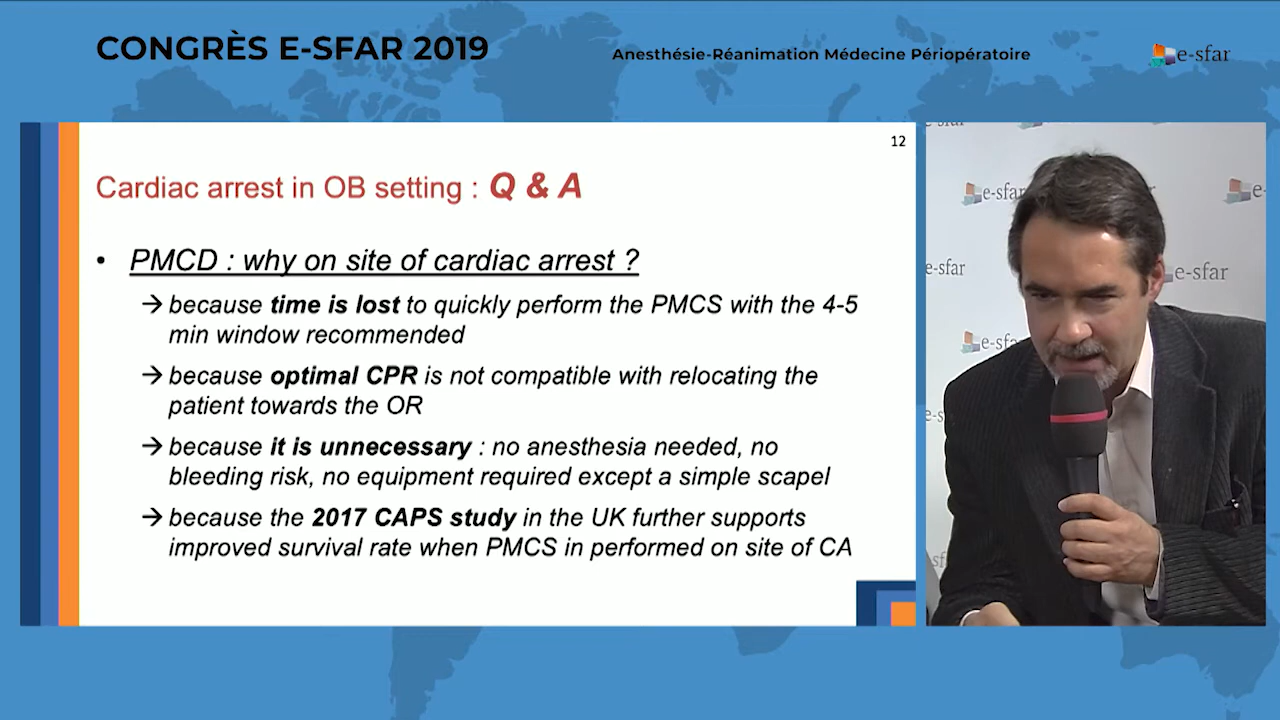 CONGRÈS E-SFAR 2019
Anesthésie-Réanimation Médecine Périopératoire
e-sfar
12
Cardiac arrest in OB setting : Q & A
• PMCD : why on site of cardiac arrest ?
→ because time is lost to quickly perform the PMCS with the 4-5
min window recommended
→ because optimal CPR is not compatible with relocating the
patient towards the OR
→ because it is unnecessary : no anesthesia needed, no
bleeding risk, no equipment required except a simple scapel
→ because the 2017 CAPS study in the UK further supports
improved survival rate when PMCS in performed on site of CA
e-sfar
e-sfar
e-sfar